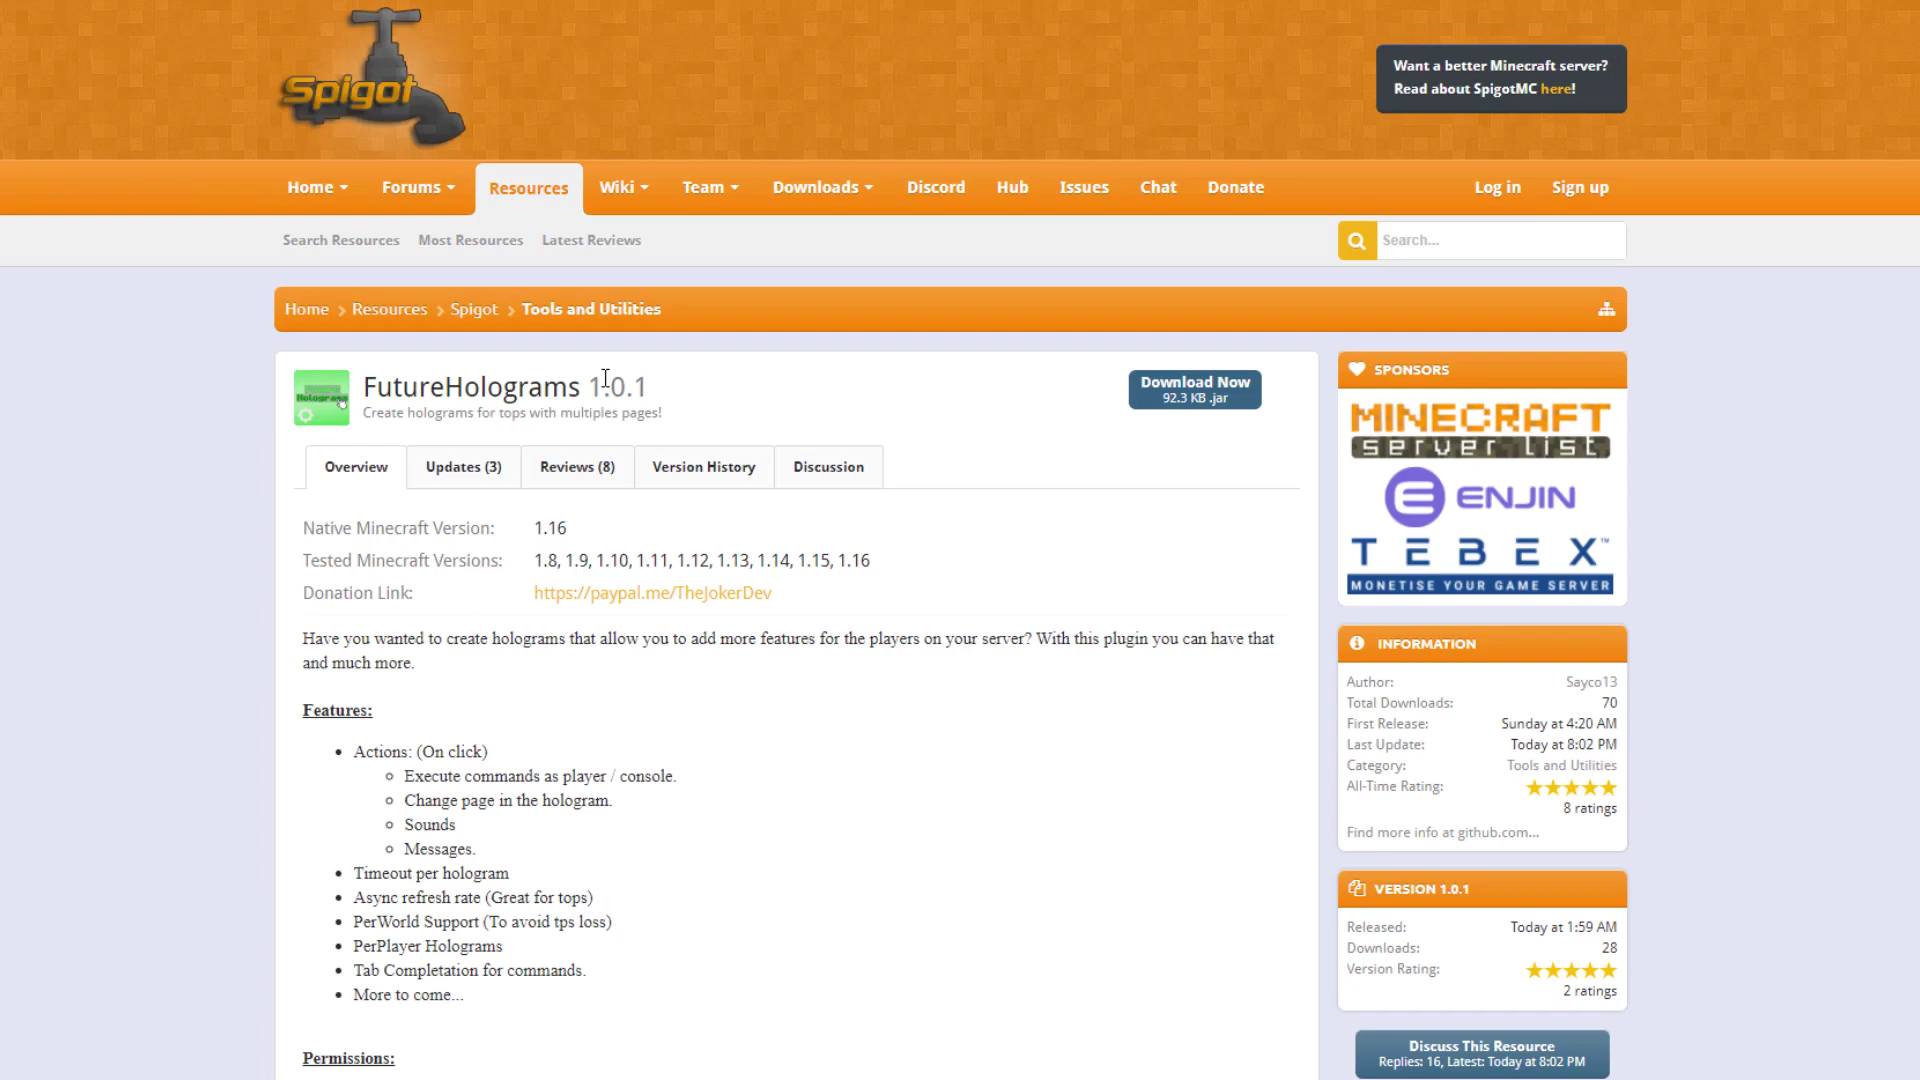 Spigot
Want a better Minecraft server?
Read about SpigotMC here!
Home
Forums
Resources
Wiki
Team
Downloads
Discord
Hub
Issues
Chat
Donate
Log in
Sign up
Search Resources
Most Resources
Latest Reviews
Search...
Home
Resources
Spigot
Tools and Utilities
FutureHolograms 1.0.1
Create holograms for tops with multiples pages!
Download Now
92.3 KB .jar
Overview
Updates (3)
Reviews (8)
Version History
Discussion
Native Minecraft Version: 1.16
Tested Minecraft Versions: 1.8, 1.9, 1.10, 1.11, 1.12, 1.13, 1.14, 1.15, 1.16
Donation Link: https://paypal.me/TheJokerDev
Have you wanted to create holograms that allow you to add more features for the players on your server? With this plugin you can have that
and much more.
Features:
Actions: (On click)
Execute commands as player / console.
Change page in the hologram.
Sounds
Messages.
Timeout per hologram
Async refresh rate (Great for tops)
PerWorld Support (To avoid tps loss)
PerPlayer Holograms
Tab Completation for commands.
More to come...
Permissions:
SPONSORS
MINECRAFT
server list
ENJIN
TEBEX™
MONETISE YOUR GAME SERVER
INFORMATION
Author: Sayco13
Total Downloads: 70
First Release: Sunday at 4:20 AM
Last Update: Today at 8:02 PM
Category: Tools and Utilities
All-Time Rating:
8 ratings
Find more info at github.com...
VERSION 1.0.1
Released: Today at 1:59 AM
Downloads: 28
Version Rating:
2 ratings
Discuss This Resource
Replies: 16, Latest: Today at 8:02 PM